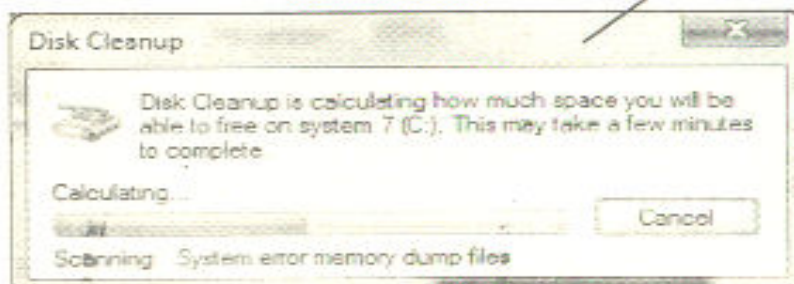 Disk Cleanup
Disk Cleanup is calculating how much space you will be
able to free on system 7 (C:). This may take a few minutes
to complete
Calculating...
Cancel
Scanning: System error memory dump files